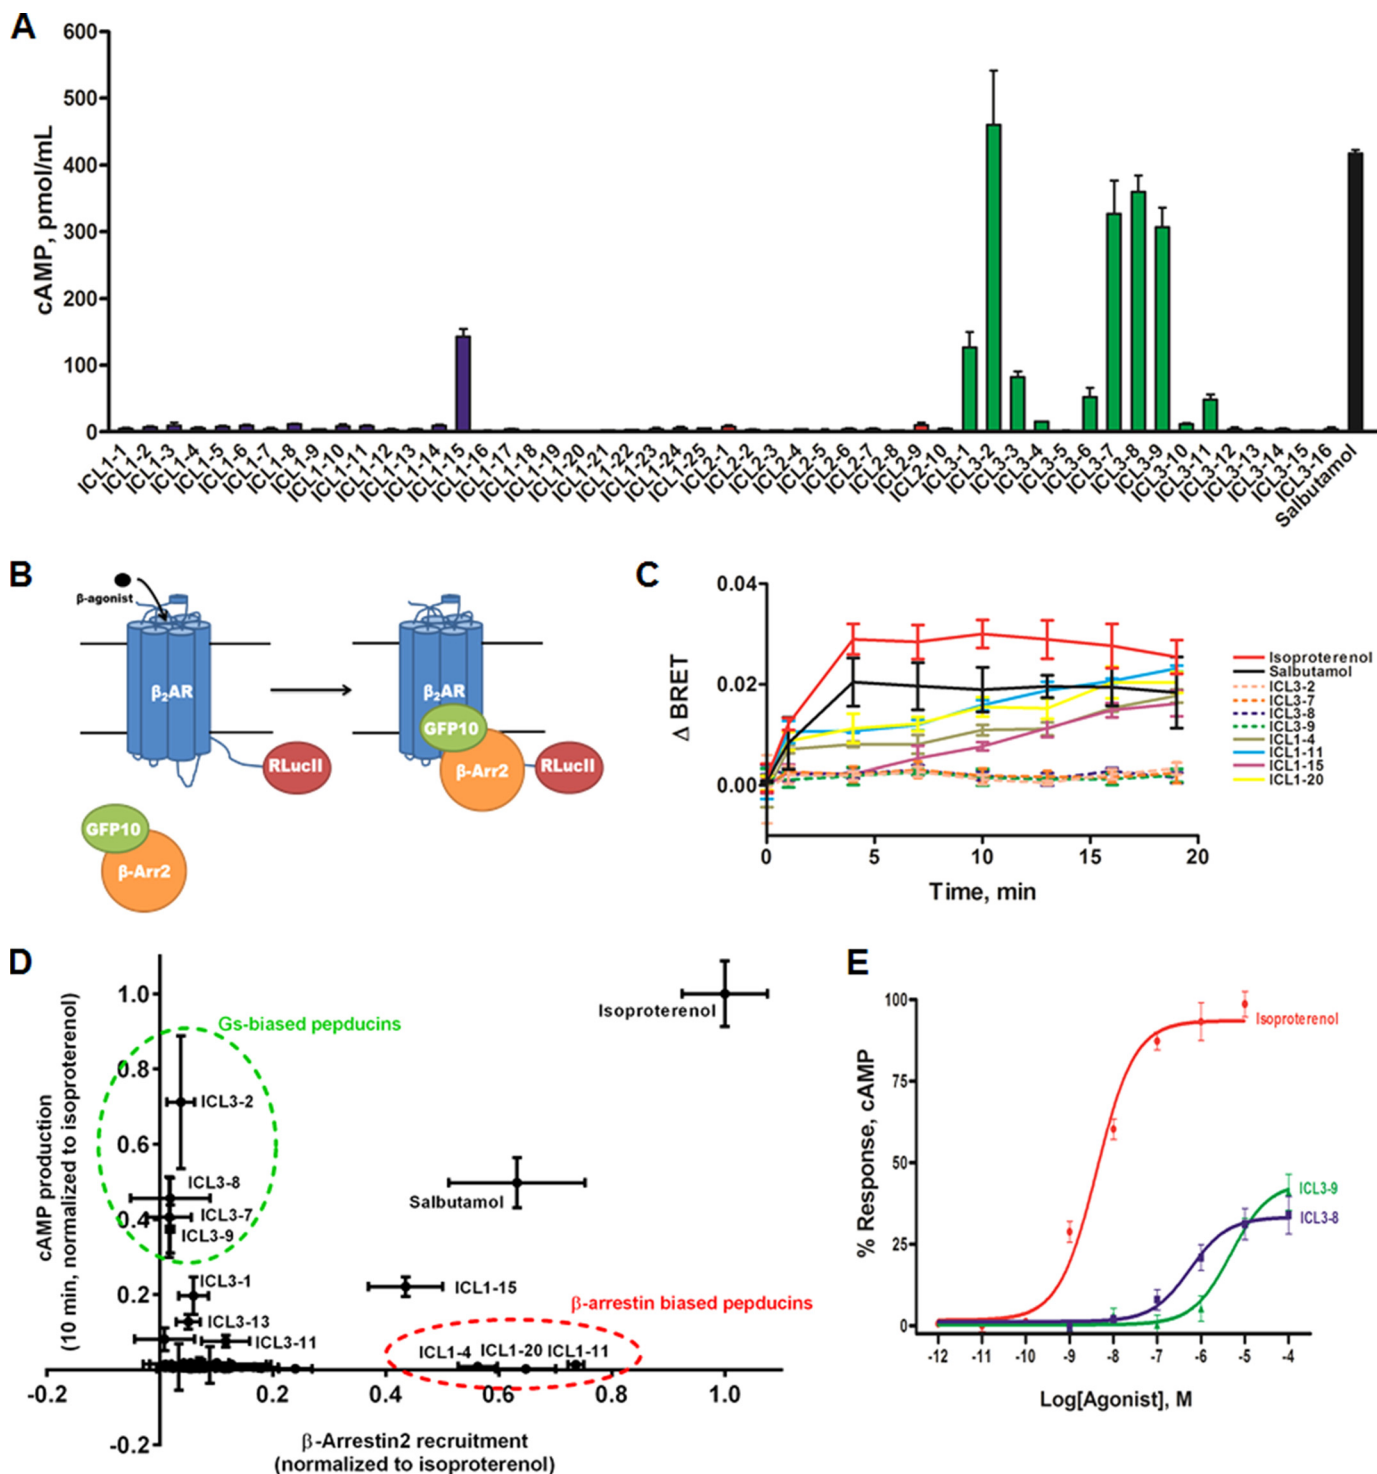 A
600
500
400
300
200
100
0
cAMP, pmol/mL
ICL1-1
ICL1-2
ICL1-3
ICL1-4
ICL1-5
ICL1-6
ICL1-7
ICL1-8
ICL1-9
ICL1-10
ICL1-11
ICL1-12
ICL1-13
ICL1-14
ICL1-15
ICL1-16
ICL1-17
ICL1-18
ICL1-19
ICL1-20
ICL1-21
ICL1-22
ICL1-23
ICL1-24
ICL1-25
ICL2-1
ICL2-2
ICL2-3
ICL2-4
ICL2-5
ICL2-6
ICL2-7
ICL2-8
ICL2-9
ICL2-10
ICL3-1
ICL3-2
ICL3-3
ICL3-4
ICL3-5
ICL3-6
ICL3-7
ICL3-8
ICL3-9
ICL3-10
ICL3-11
ICL3-12
ICL3-13
ICL3-14
ICL3-15
ICL3-16
Salbutamol
B
β-agonist
β₂AR
RLucII
GFP10
β-Arr2
β₂AR
GFP10
β-Arr2
RLucII
C
0.04
0.02
0.00
Δ BRET
0 5 10 15 20
Time, min
Isoproterenol
Salbutamol
ICL3-2
ICL3-7
ICL3-8
ICL3-9
ICL1-4
ICL1-11
ICL1-15
ICL1-20
D
cAMP production
(10 min, normalized to isoproterenol)
1.0
0.8
0.6
0.4
0.2
-0.2
Gs-biased pepducins
Isoproterenol
ICL3-2
ICL3-8
ICL3-7
ICL3-9
Salbutamol
ICL3-1
ICL1-15
ICL3-13
ICL3-11
β-arrestin biased pepducins
ICL1-4 ICL1-20 ICL1-11
-0.2 0.2 0.4 0.6 0.8 1.0
β-Arrestin2 recruitment
(normalized to isoproterenol)
E
100
75
50
25
0
% Response, cAMP
Isoproterenol
ICL3-9
ICL3-8
-12 -11 -10 -9 -8 -7 -6 -5 -4
Log[Agonist], M